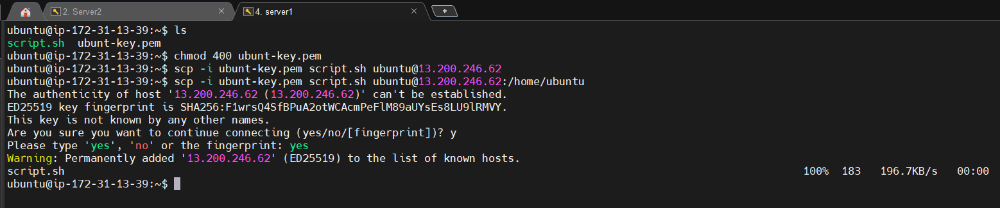 2. Server2
4. server1
ubuntu@ip-172-31-13-39:~$ ls
script.sh  ubunt-key.pem
ubuntu@ip-172-31-13-39:~$ chmod 400 ubunt-key.pem
ubuntu@ip-172-31-13-39:~$ scp -i ubunt-key.pem script.sh ubuntu@13.200.246.62
ubuntu@ip-172-31-13-39:~$ scp -i ubunt-key.pem script.sh ubuntu@13.200.246.62:/home/ubuntu
The authenticity of host '13.200.246.62 (13.200.246.62)' can't be established.
ED25519 key fingerprint is SHA256:F1wrsQ4SfBPuA2otWCAcmPeFlM89aUYsEs8LU9lRMVY.
This key is not known by any other names.
Are you sure you want to continue connecting (yes/no/[fingerprint])? y
Please type 'yes', 'no' or the fingerprint: yes
Warning: Permanently added '13.200.246.62' (ED25519) to the list of known hosts.
script.sh 100% 183 196.7KB/s 00:00
ubuntu@ip-172-31-13-39:~$